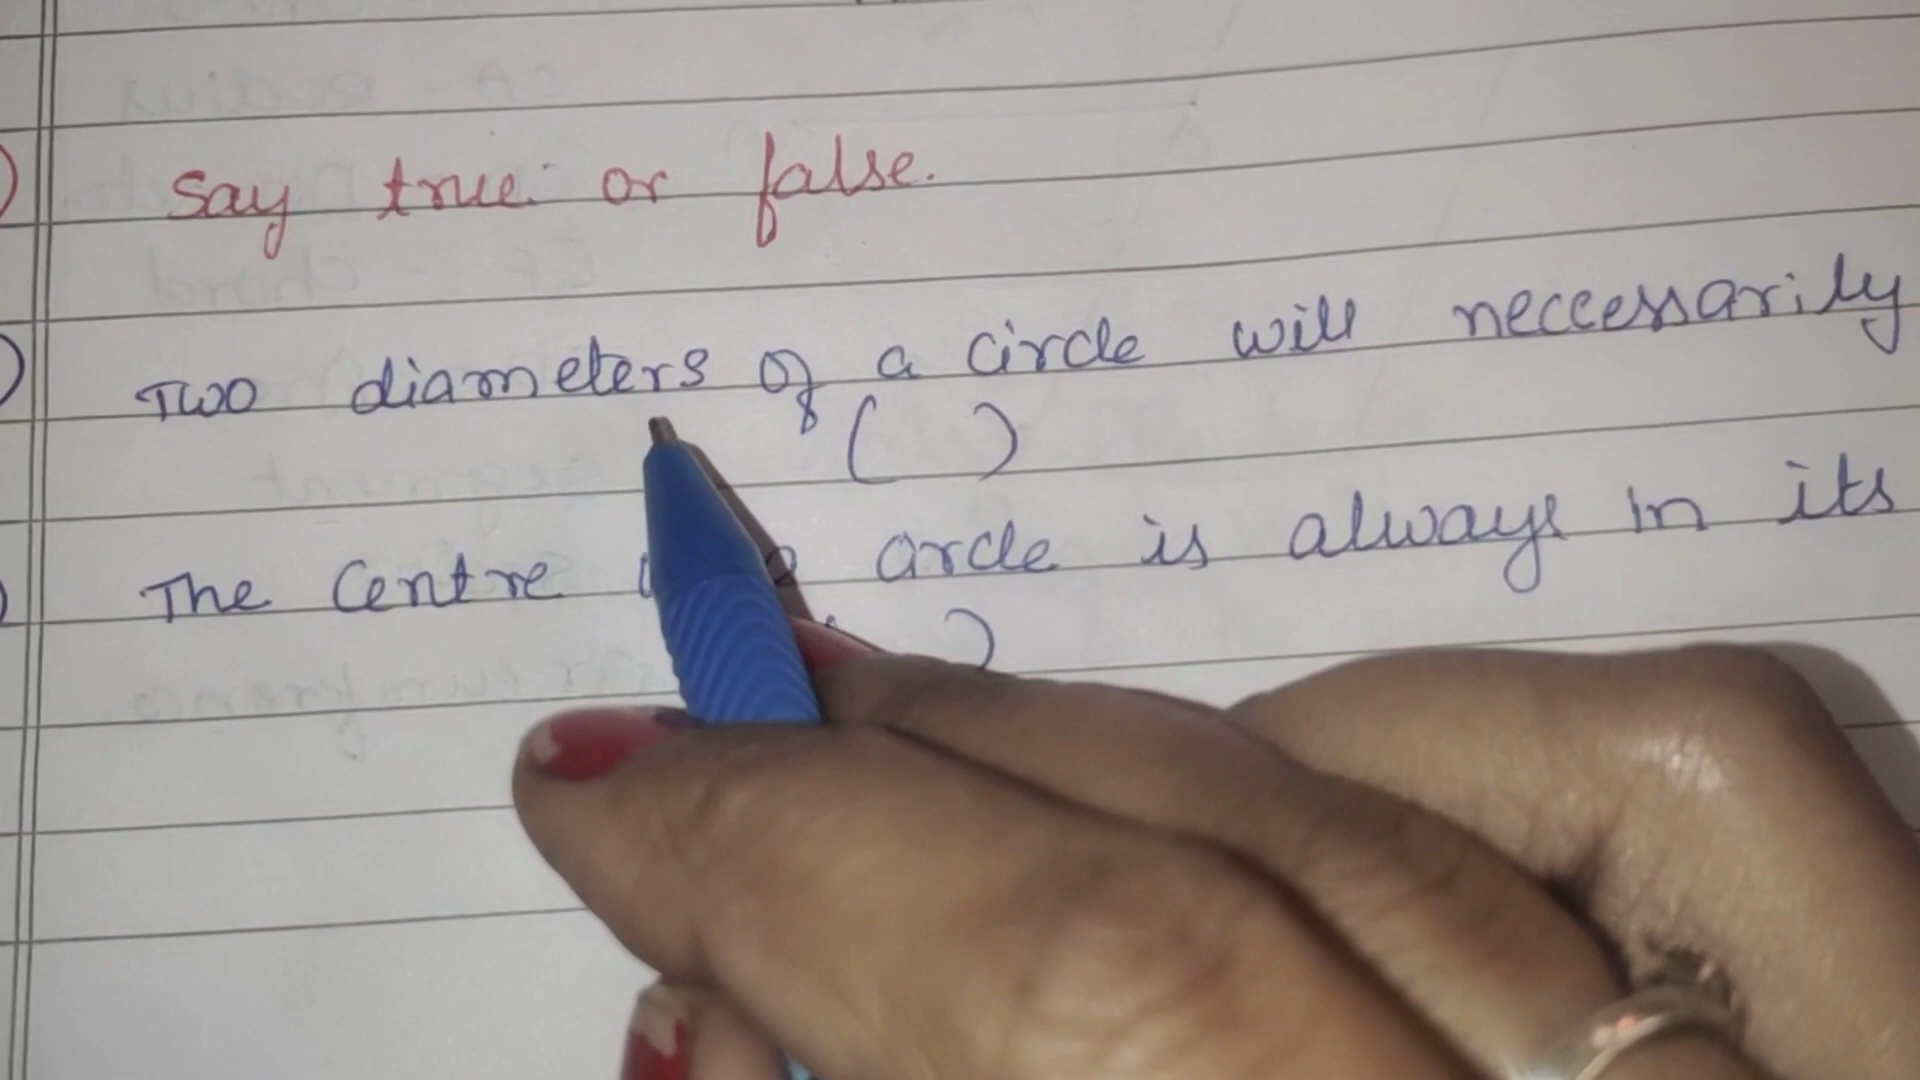 Say true or false.
Two diameters of a circle will neccessarily
( )
The Centre circle is always in its
)